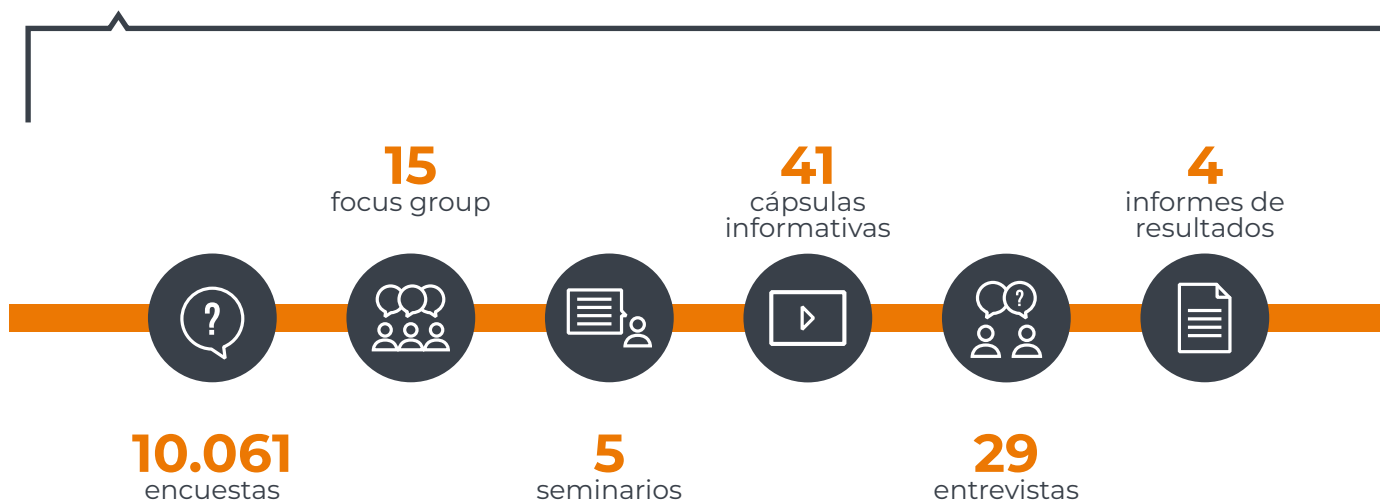 15
focus group
41
cápsulas
informativas
4
informes de
resultados
?
?
10.061
encuestas
5
seminarios
29
entrevistas